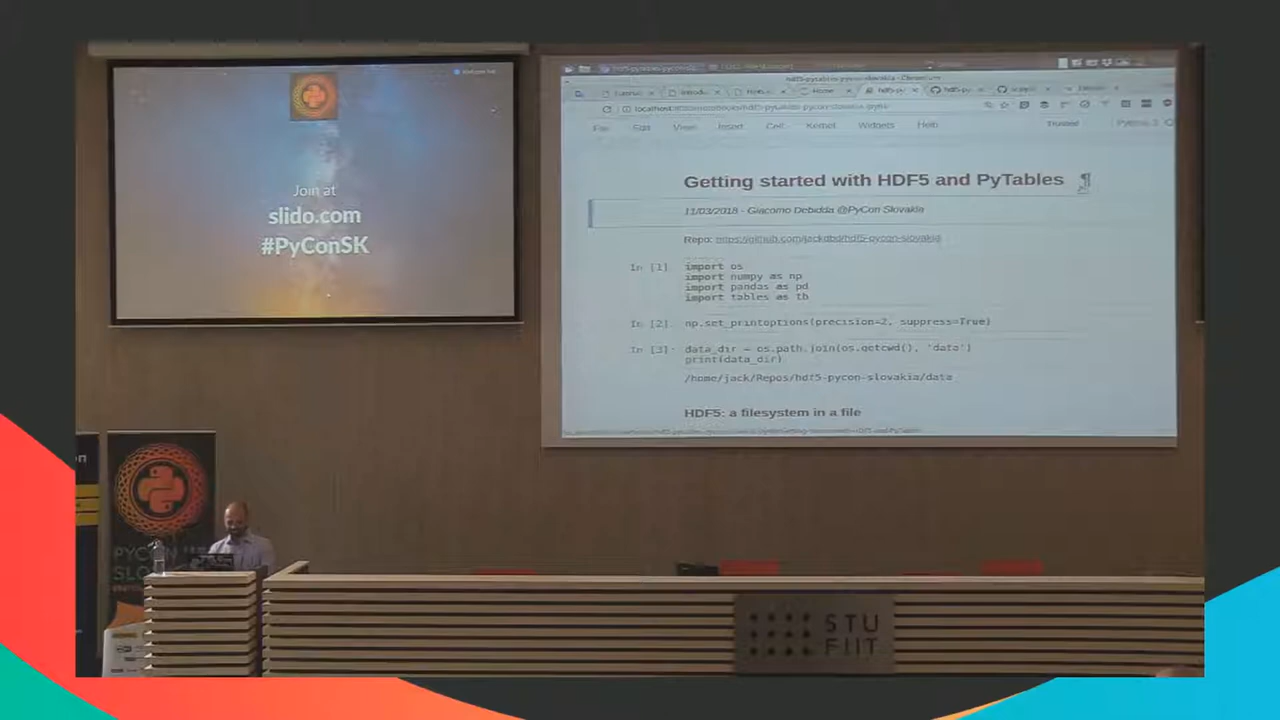 Join at
slido.com
#PyConSK
File Edit View Insert Cell Kernel Widgets Help
Trusted
Getting started with HDF5 and PyTables ¶
11/03/2018 - Giacomo Debidda @PyCon Slovakia
Repo: https://github.com/jackdbd/hdf5-pycon-slovakia
In [1]
import os
import numpy as np
import pandas as pd
import tables as tb
In [2]
np.set_printoptions(precision=2, suppress=True)
In [3]:
data_dir = os.path.join(os.getcwd(), 'data')
print(data_dir)
/home/jack/Repos/hdf5-pycon-slovakia/data
HDF5: a filesystem in a file
PYCON
STU
FIIT